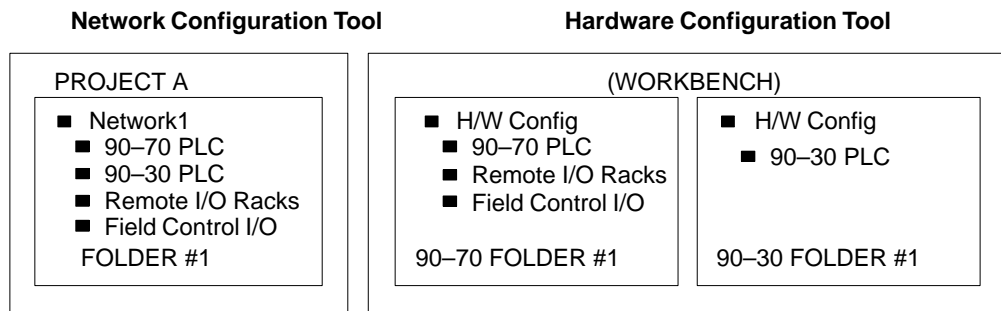 Network Configuration Tool
Hardware Configuration Tool
PROJECT A
Network1
90–70 PLC
90–30 PLC
Remote I/O Racks
Field Control I/O
FOLDER #1
(WORKBENCH)
H/W Config
90–70 PLC
Remote I/O Racks
Field Control I/O
90–70 FOLDER #1
H/W Config
90–30 PLC
90–30 FOLDER #1